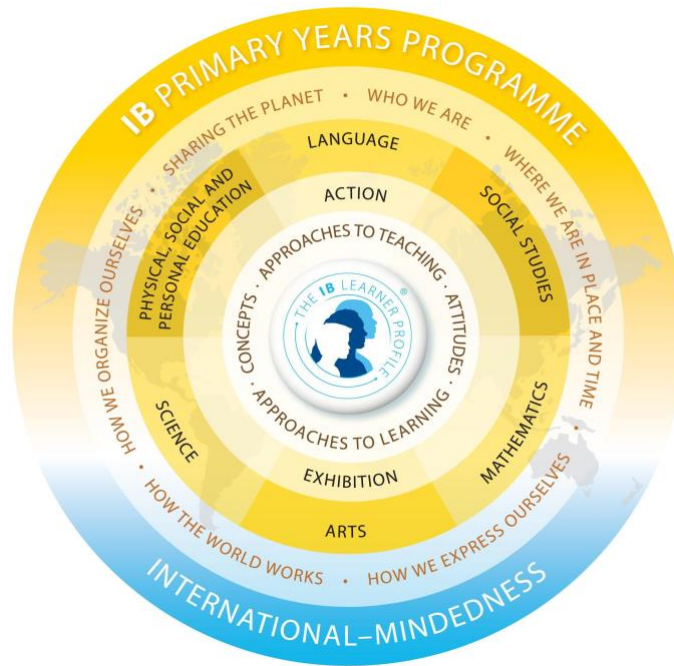 IB PRIMARY YEARS PROGRAMME
SHARING THE PLANET • WHO WE ARE • WHERE WE ARE IN PLACE AND TIME •
HOW WE EXPRESS OURSELVES • HOW THE WORLD WORKS • HOW WE ORGANIZE OURSELVES •
LANGUAGE
SOCIAL STUDIES
MATHEMATICS
ARTS
SCIENCE
PHYSICAL, SOCIAL AND
PERSONAL EDUCATION
ACTION
EXHIBITION
APPROACHES TO TEACHING · ATTITUDES ·
APPROACHES TO LEARNING · CONCEPTS ·
THE IB LEARNER PROFILE
®
INTERNATIONAL–MINDEDNESS